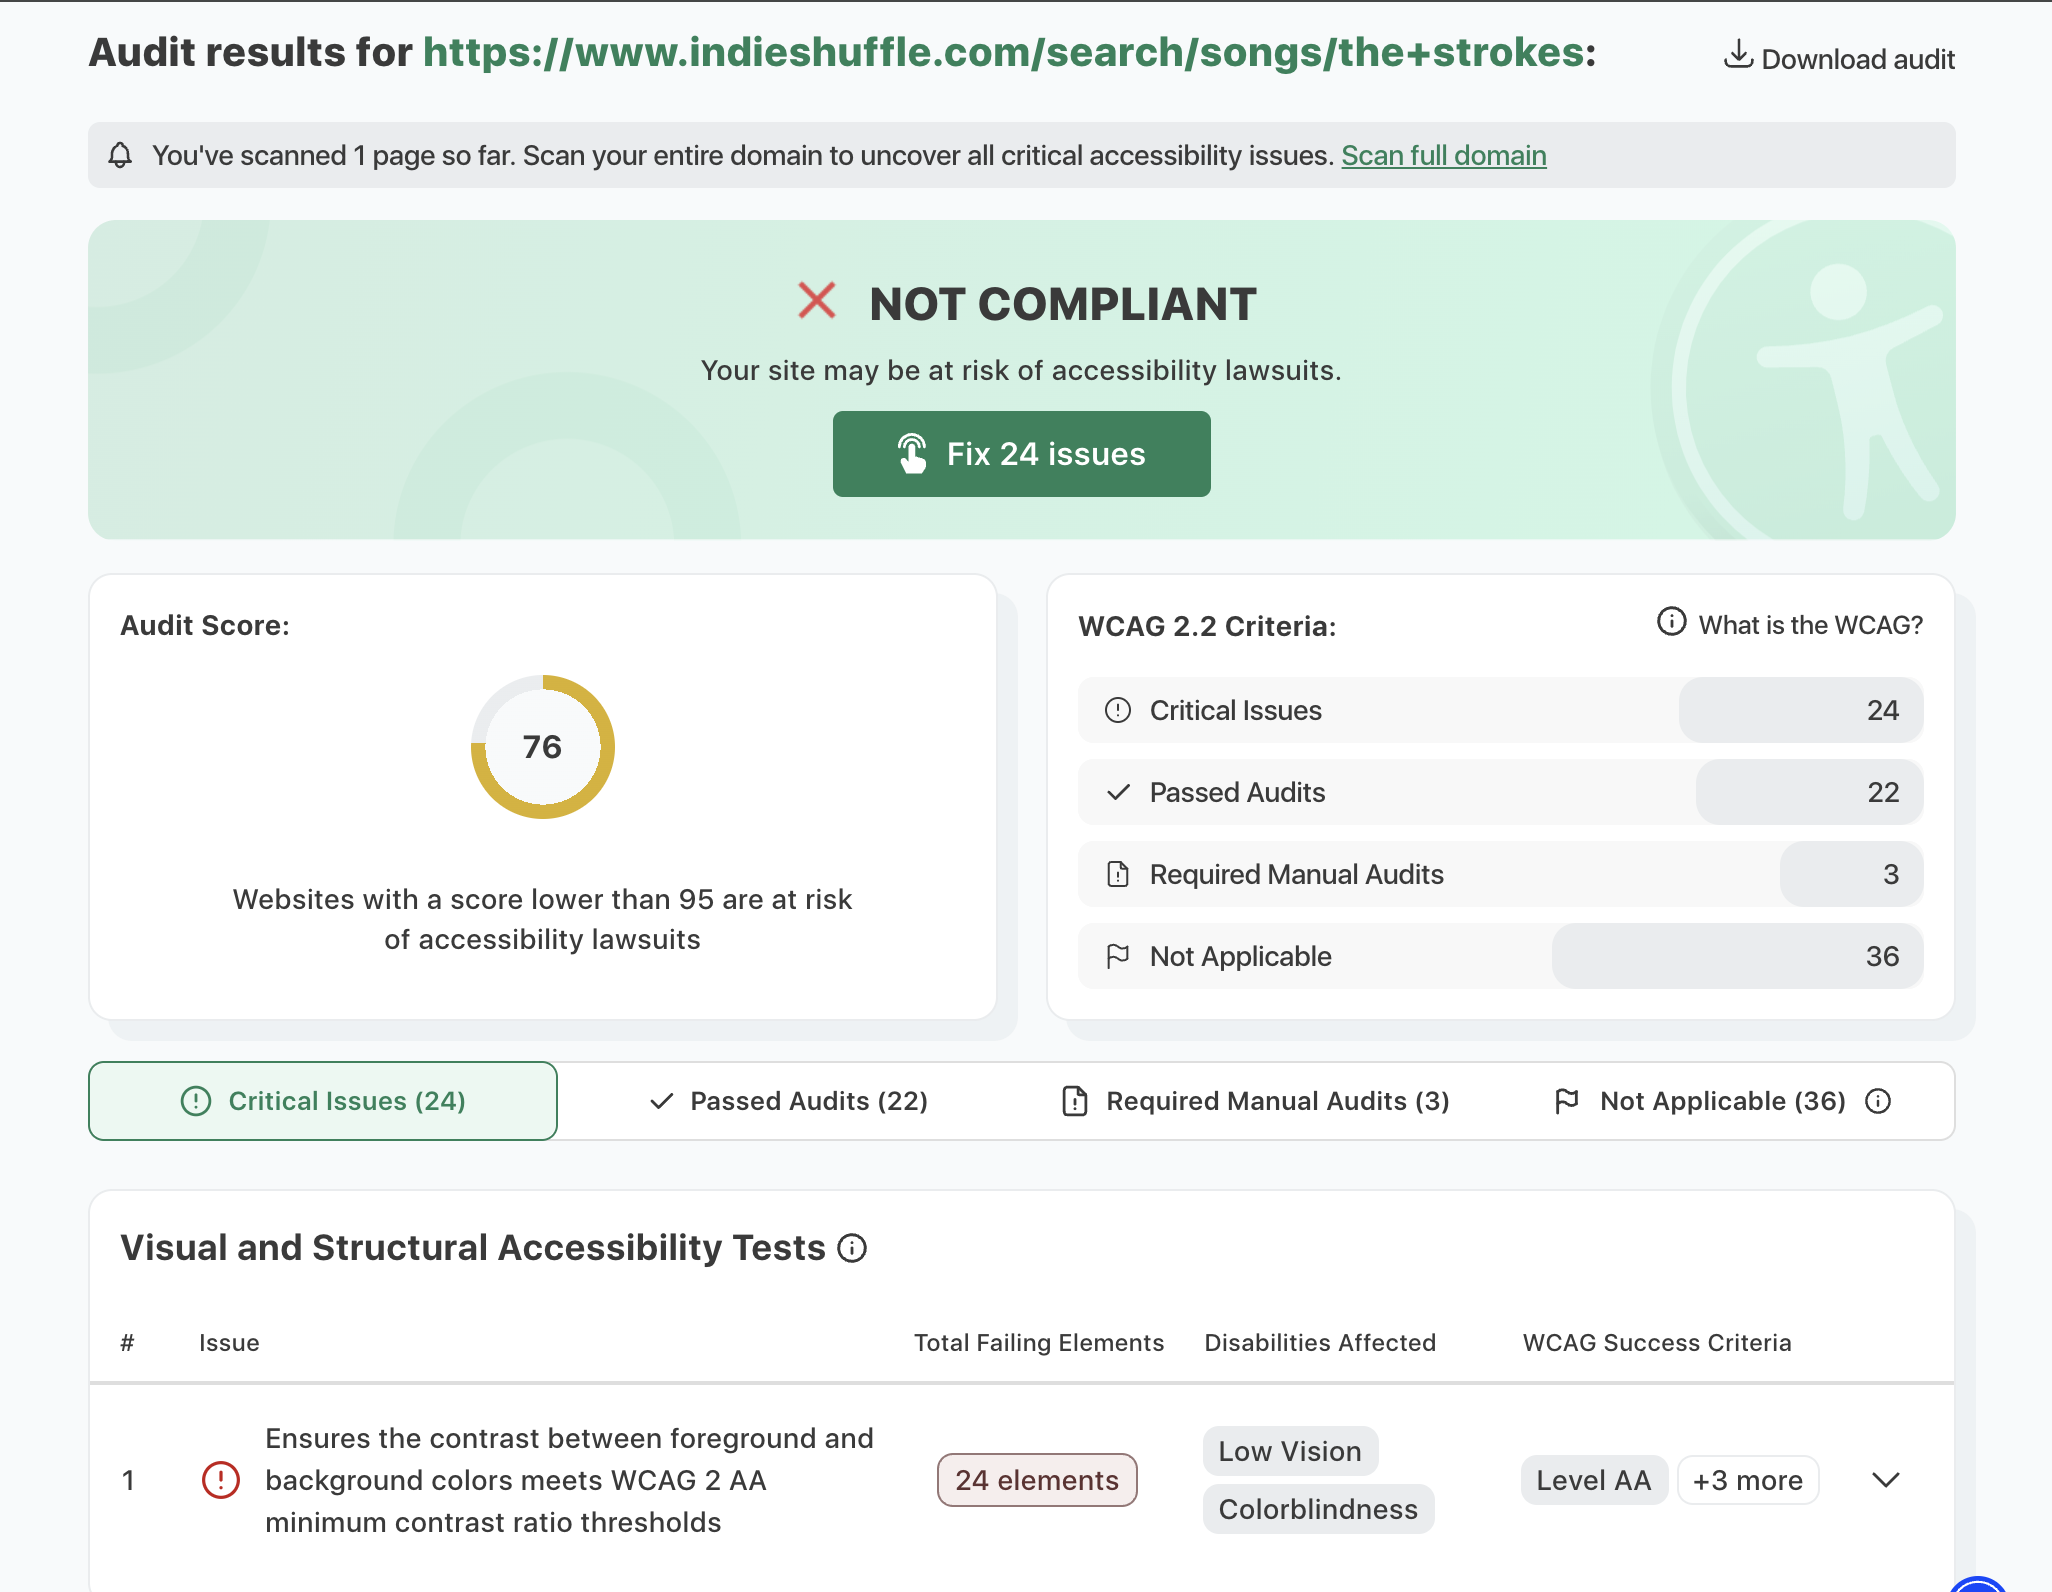 Audit results for https://www.indieshuffle.com/search/songs/the+strokes:
Download audit
You've scanned 1 page so far. Scan your entire domain to uncover all critical accessibility issues. Scan full domain
NOT COMPLIANT
Your site may be at risk of accessibility lawsuits.
Fix 24 issues
Audit Score:
76
Websites with a score lower than 95 are at risk
of accessibility lawsuits
WCAG 2.2 Criteria:
What is the WCAG?
Critical Issues 24
Passed Audits 22
Required Manual Audits 3
Not Applicable 36
Critical Issues (24)
Passed Audits (22)
Required Manual Audits (3)
Not Applicable (36)
Visual and Structural Accessibility Tests
# Issue Total Failing Elements Disabilities Affected WCAG Success Criteria
1
Ensures the contrast between foreground and
background colors meets WCAG 2 AA
minimum contrast ratio thresholds
24 elements
Low Vision
Colorblindness
Level AA
+3 more